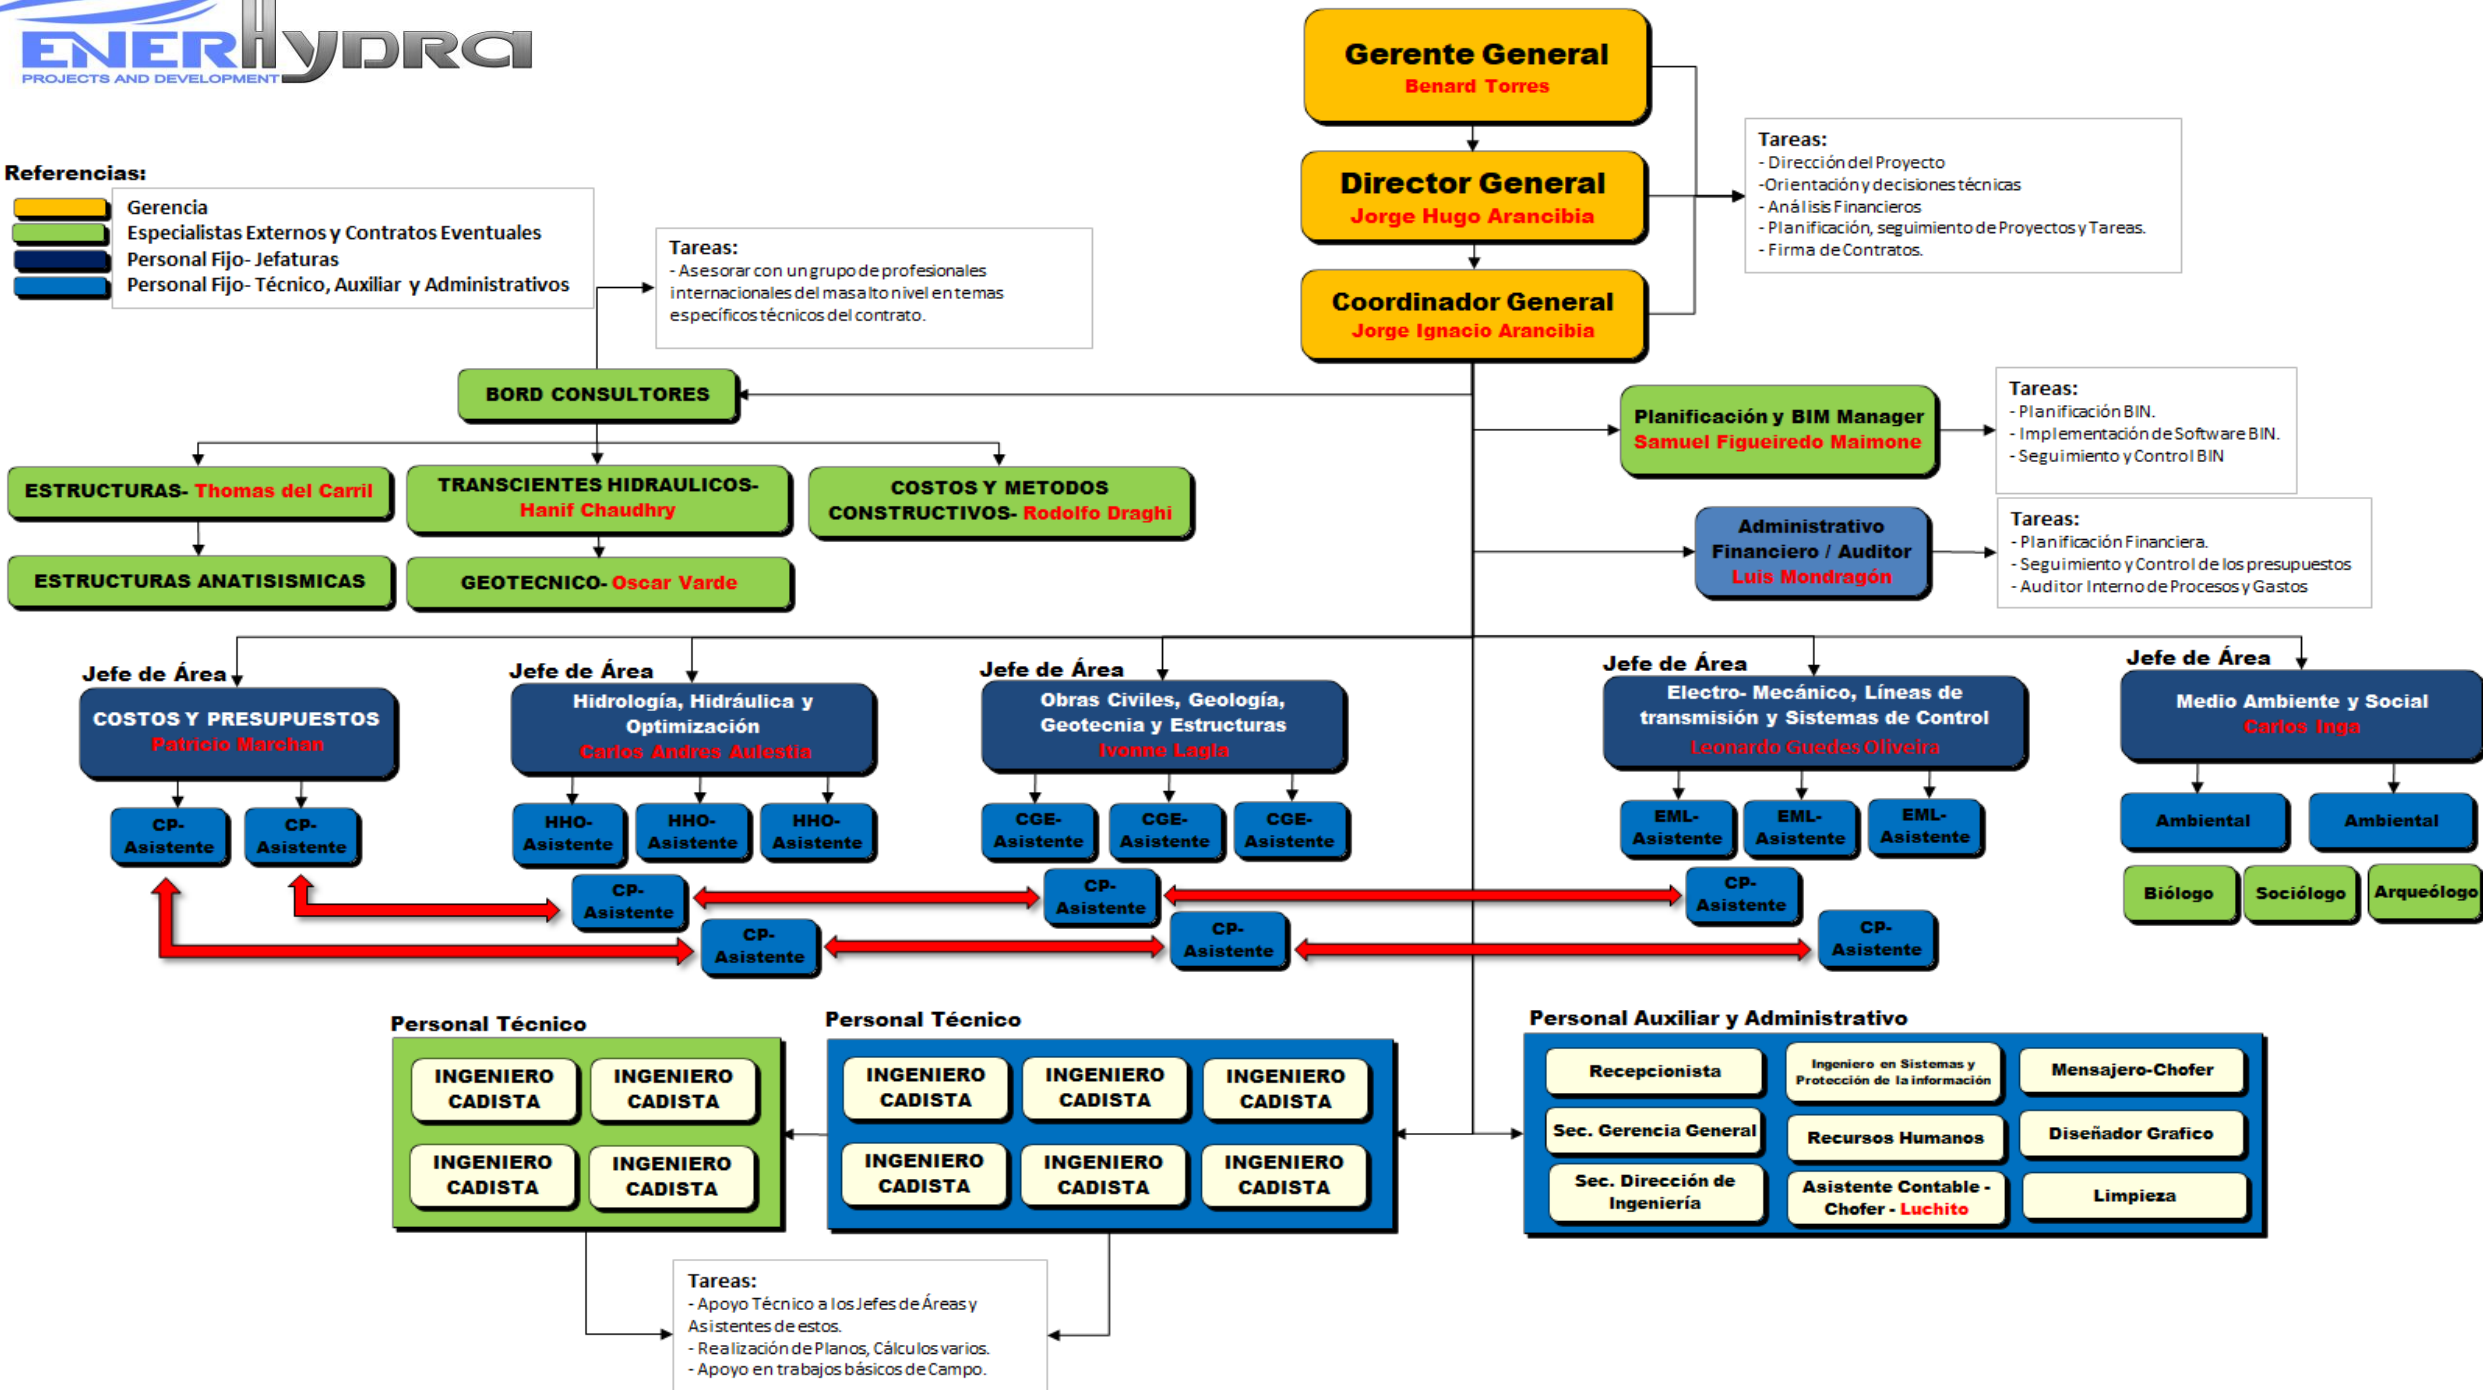 ENERHYDRA
PROJECTS AND DEVELOPMENT
Gerente General
Benard Torres
Director General
Jorge Hugo Arancibia
Coordinador General
Jorge Ignacio Arancibia
Tareas:
- Dirección del Proyecto
-Orientación y decisiones técnicas
- Análisis Financieros
- Planificación, seguimiento de Proyectos y Tareas.
- Firma de Contratos.
Referencias:
Gerencia
Especialistas Externos y Contratos Eventuales
Personal Fijo- Jefaturas
Personal Fijo- Técnico, Auxiliar y Administrativos
Tareas:
- Asesorar con un grupo de profesionales
internacionales del mas alto nivel en temas
específicos técnicos del contrato.
BORD CONSULTORES
ESTRUCTURAS- Thomas del Carril
TRANSCIENTES HIDRAULICOS-
Hanif Chaudhry
COSTOS Y METODOS
CONSTRUCTIVOS- Rodolfo Draghi
ESTRUCTURAS ANATISISMICAS
GEOTECNICO- Oscar Varde
Planificación y BIM Manager
Samuel Figueiredo Maimone
Tareas:
- Planificación BIN.
- Implementación de Software BIN.
- Seguimiento y Control BIN
Administrativo
Financiero / Auditor
Luis Mondragón
Tareas:
- Planificación Financiera.
- Seguimiento y Control de los presupuestos
- Auditor Interno de Procesos y Gastos
Jefe de Área
COSTOS Y PRESUPUESTOS
Patricio Marchan
Jefe de Área
Hidrología, Hidráulica y
Optimización
Carlos Andres Aulestia
Jefe de Área
Obras Civiles, Geología,
Geotecnia y Estructuras
Ivonne Lagla
Jefe de Área
Electro- Mecánico, Líneas de
transmisión y Sistemas de Control
Leonardo Guedes Oliveira
Jefe de Área
Medio Ambiente y Social
Carlos Inga
CP-
Asistente
CP-
Asistente
HHO-
Asistente
HHO-
Asistente
HHO-
Asistente
CGE-
Asistente
CGE-
Asistente
CGE-
Asistente
EML-
Asistente
EML-
Asistente
EML-
Asistente
Ambiental
Ambiental
CP-
Asistente
CP-
Asistente
CP-
Asistente
Biólogo
Sociólogo
Arqueólogo
CP-
Asistente
CP-
Asistente
CP-
Asistente
Personal Técnico
INGENIERO
CADISTA
INGENIERO
CADISTA
INGENIERO
CADISTA
INGENIERO
CADISTA
Personal Técnico
INGENIERO
CADISTA
INGENIERO
CADISTA
INGENIERO
CADISTA
INGENIERO
CADISTA
INGENIERO
CADISTA
INGENIERO
CADISTA
Personal Auxiliar y Administrativo
Recepcionista
Ingeniero en Sistemas y
Protección de la información
Mensajero-Chofer
Sec. Gerencia General
Recursos Humanos
Diseñador Grafico
Sec. Dirección de
Ingeniería
Asistente Contable -
Chofer - Luchito
Limpieza
Tareas:
- Apoyo Técnico a los Jefes de Áreas y
Asistentes de estos.
- Realización de Planos, Cálculos varios.
- Apoyo en trabajos básicos de Campo.